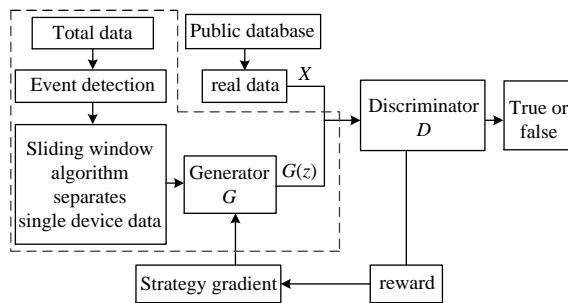 Total data
Event detection
Sliding window
algorithm
separates
single device data
Public database
real data
X
Generator
G
G(z)
Discriminator
D
True or
false
Strategy gradient
reward